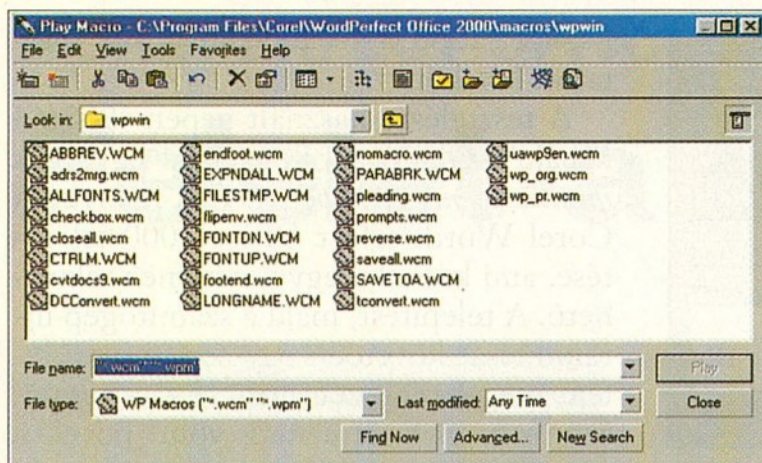 Play Macro - C:\Program Files\Corel\WordPerfect Office 2000\macros\wpwin
File Edit View Tools Favorites Help
Look in: wpwin
ABBREV.WCM endfoot.wcm nomacro.wcm uawp9en.wcm
adrs2mrg.wcm EXPNDALL.WCM PARABRK.WCM wp_org.wcm
ALLFONTS.WCM FILESTMP.WCM pleading.wcm wp_pr.wcm
checkbox.wcm flipenv.wcm prompts.wcm
closeall.wcm FONTDN.WCM reverse.wcm
CTRLM.WCM FONTUP.WCM saveall.wcm
cvtdocs9.wcm footend.wcm SAVETOA.WCM
DCConvert.wcm LONGNAME.WCM tconvert.wcm
File name: "*.wcm" "*.wpm" Play
File type: WP Macros ("*.wcm" "*.wpm") Last modified: Any Time Close
Find Now Advanced... New Search